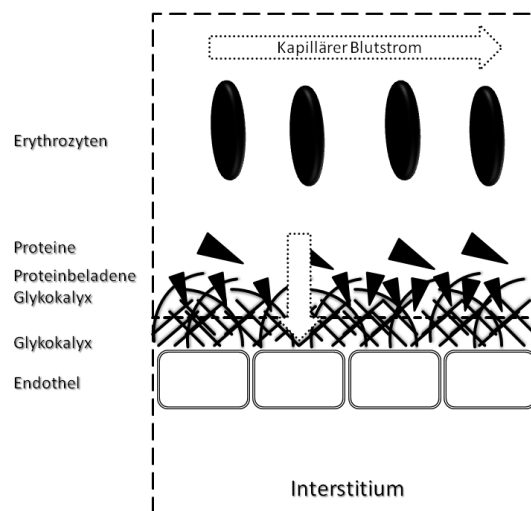 Kapillärer Blutstrom
Erythrozyten
Proteine
Proteinbeladene
Glykokalyx
Glykokalyx
Endothel
Interstitium